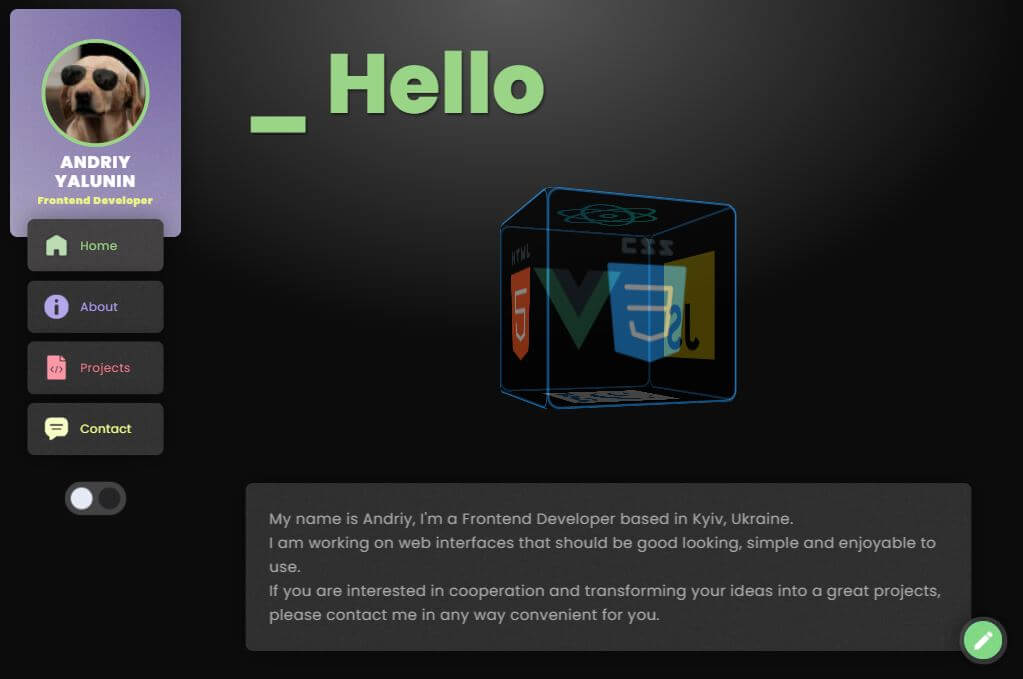 ANDRIY
YALUNIN
Frontend Developer
Home
About
Projects
Contact
_ Hello
HTML
CSS
JS
My name is Andriy, I'm a Frontend Developer based in Kyiv, Ukraine.
I am working on web interfaces that should be good looking, simple and enjoyable to
use.
If you are interested in cooperation and transforming your ideas into a great projects,
please contact me in any way convenient for you.